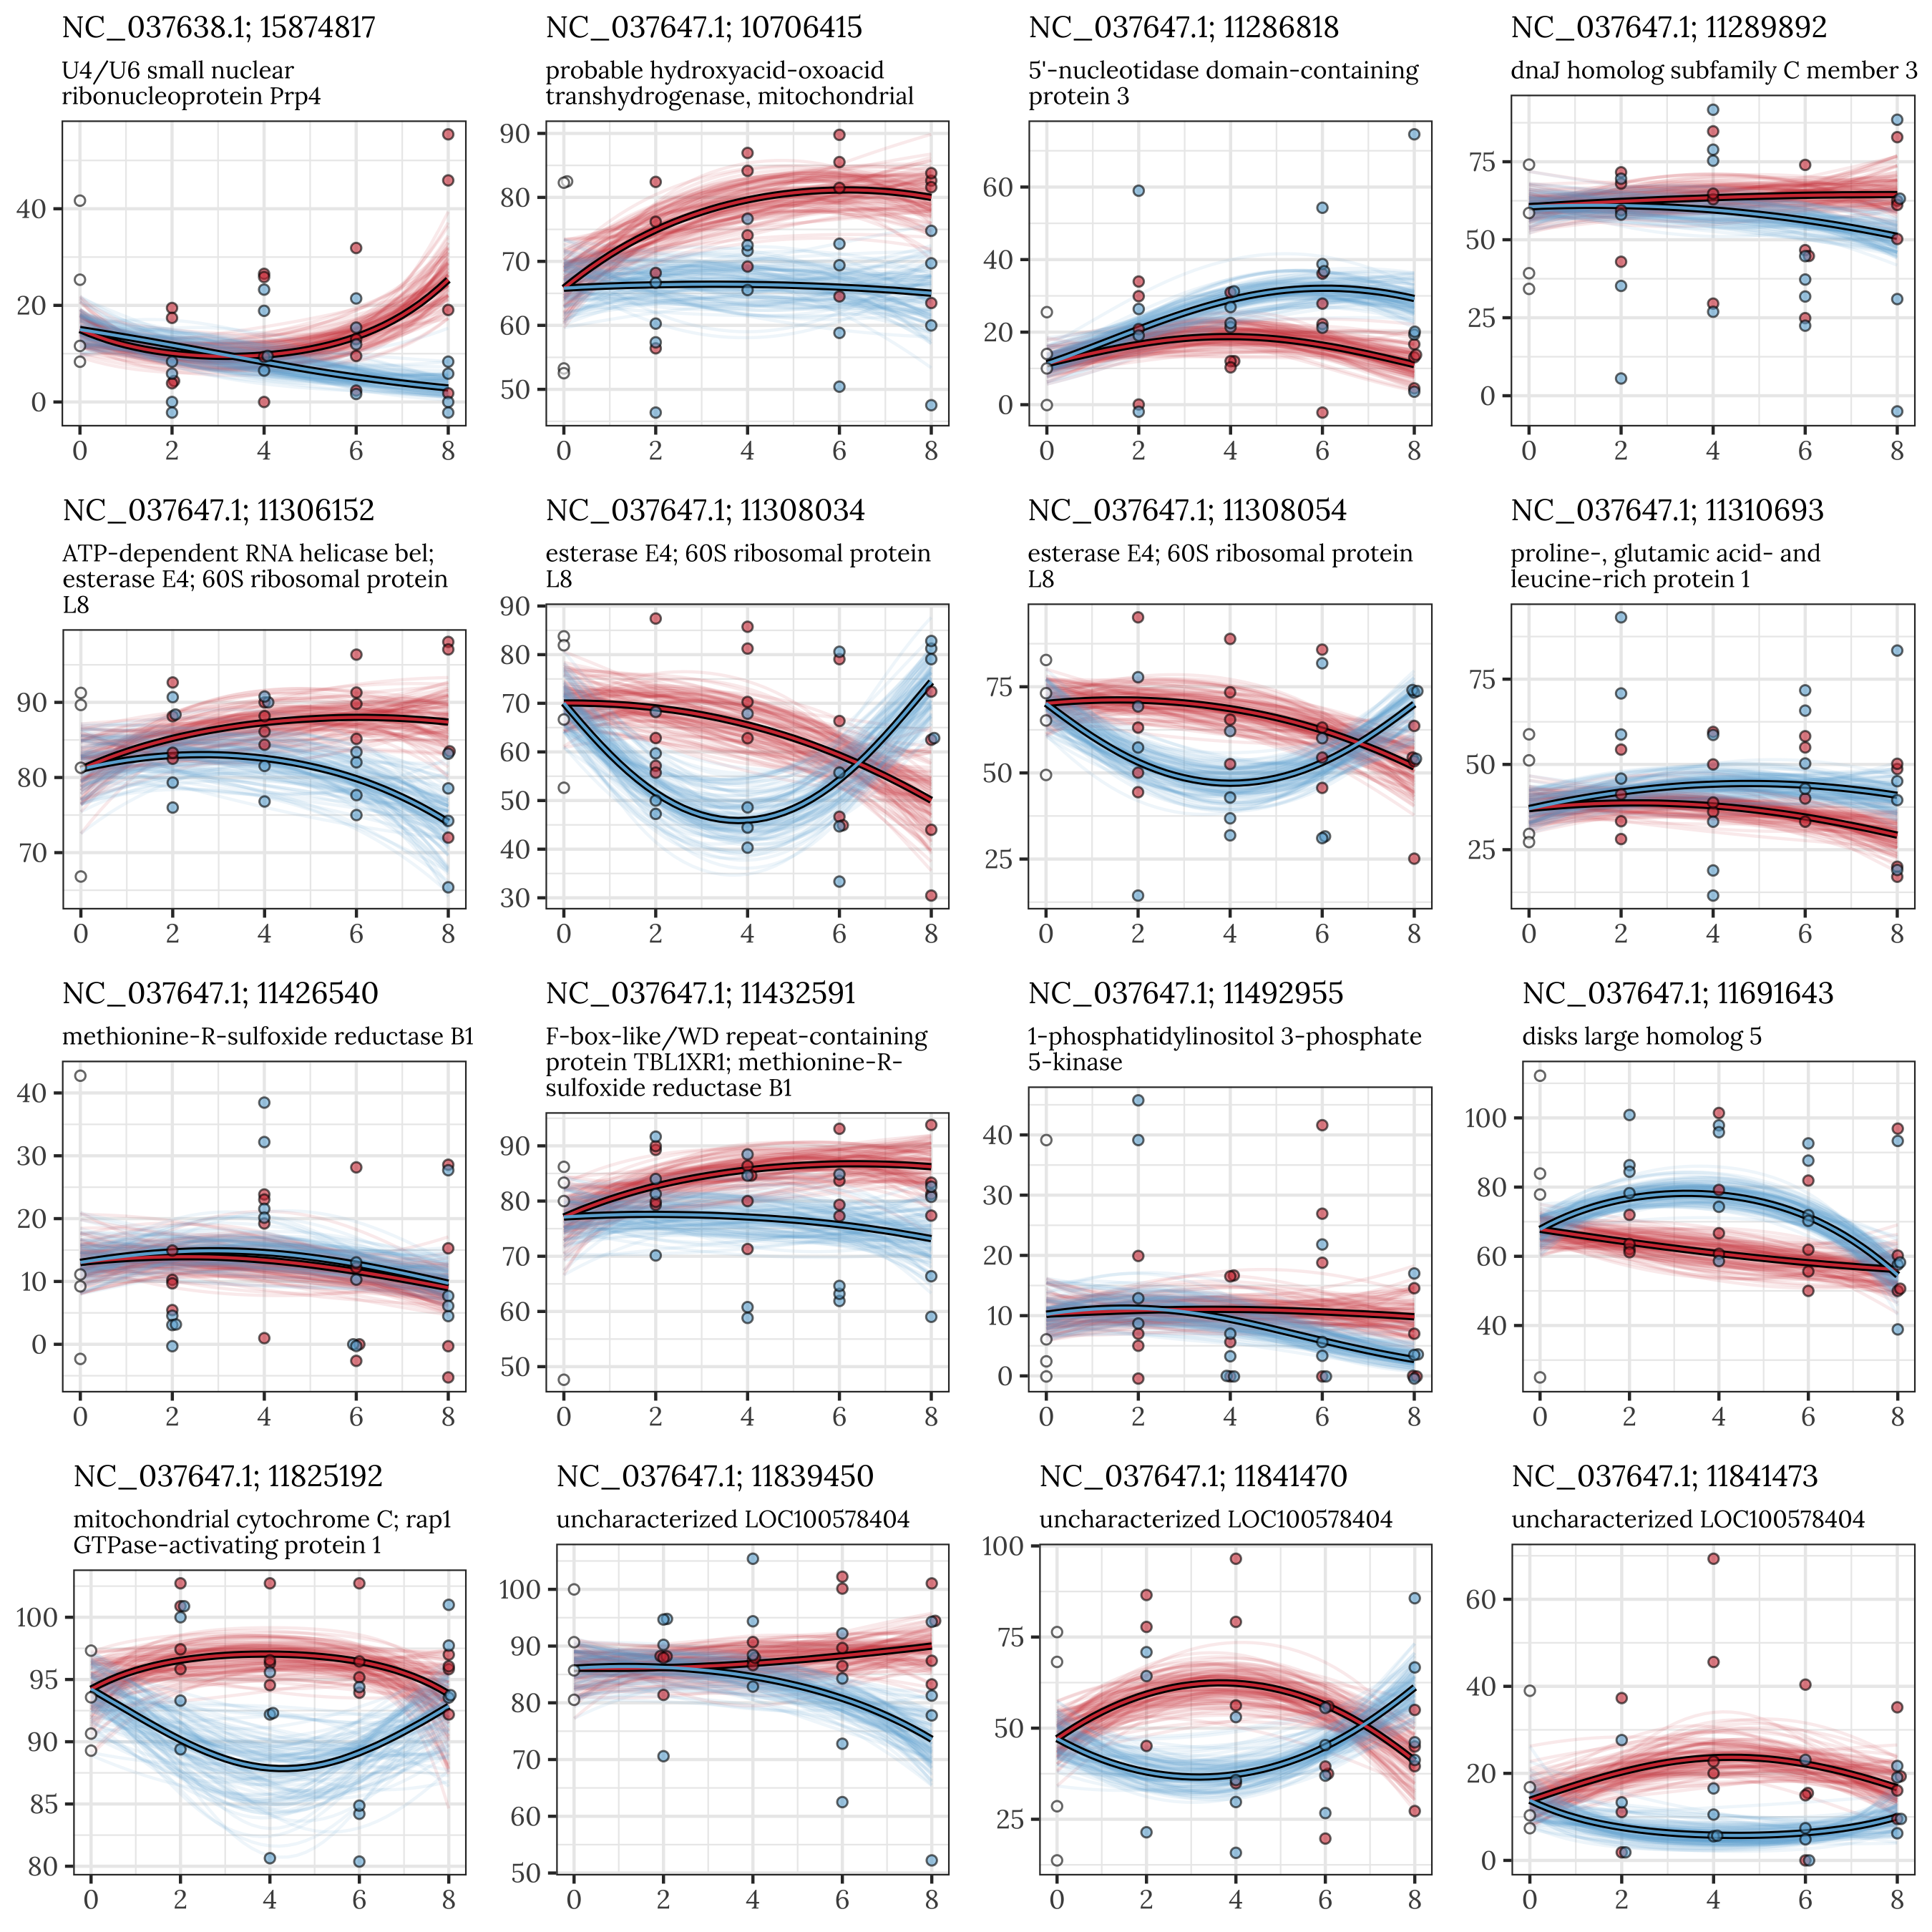 NC_037638.1; 15874817
U4/U6 small nuclear
ribonucleoprotein Prp4
40
20
0
0 2 4 6 8
NC_037647.1; 10706415
probable hydroxyacid-oxoacid
transhydrogenase, mitochondrial
90
80
70
60
50
0 2 4 6 8
NC_037647.1; 11286818
5'-nucleotidase domain-containing
protein 3
60
40
20
0
0 2 4 6 8
NC_037647.1; 11289892
dnaJ homolog subfamily C member 3
75
50
25
0
0 2 4 6 8
NC_037647.1; 11306152
ATP-dependent RNA helicase bel;
esterase E4; 60S ribosomal protein
L8
90
80
70
0 2 4 6 8
NC_037647.1; 11308034
esterase E4; 60S ribosomal protein
L8
90
80
70
60
50
40
30
0 2 4 6 8
NC_037647.1; 11308054
esterase E4; 60S ribosomal protein
L8
75
50
25
0 2 4 6 8
NC_037647.1; 11310693
proline-, glutamic acid- and
leucine-rich protein 1
75
50
25
0 2 4 6 8
NC_037647.1; 11426540
methionine-R-sulfoxide reductase B1
40
30
20
10
0
0 2 4 6 8
NC_037647.1; 11432591
F-box-like/WD repeat-containing
protein TBL1XR1; methionine-R-
sulfoxide reductase B1
90
80
70
60
50
0 2 4 6 8
NC_037647.1; 11492955
1-phosphatidylinositol 3-phosphate
5-kinase
40
30
20
10
0
0 2 4 6 8
NC_037647.1; 11691643
disks large homolog 5
100
80
60
40
0 2 4 6 8
NC_037647.1; 11825192
mitochondrial cytochrome C; rap1
GTPase-activating protein 1
100
95
90
85
80
0 2 4 6 8
NC_037647.1; 11839450
uncharacterized LOC100578404
100
90
80
70
60
50
0 2 4 6 8
NC_037647.1; 11841470
uncharacterized LOC100578404
100
75
50
25
0 2 4 6 8
NC_037647.1; 11841473
uncharacterized LOC100578404
60
40
20
0
0 2 4 6 8